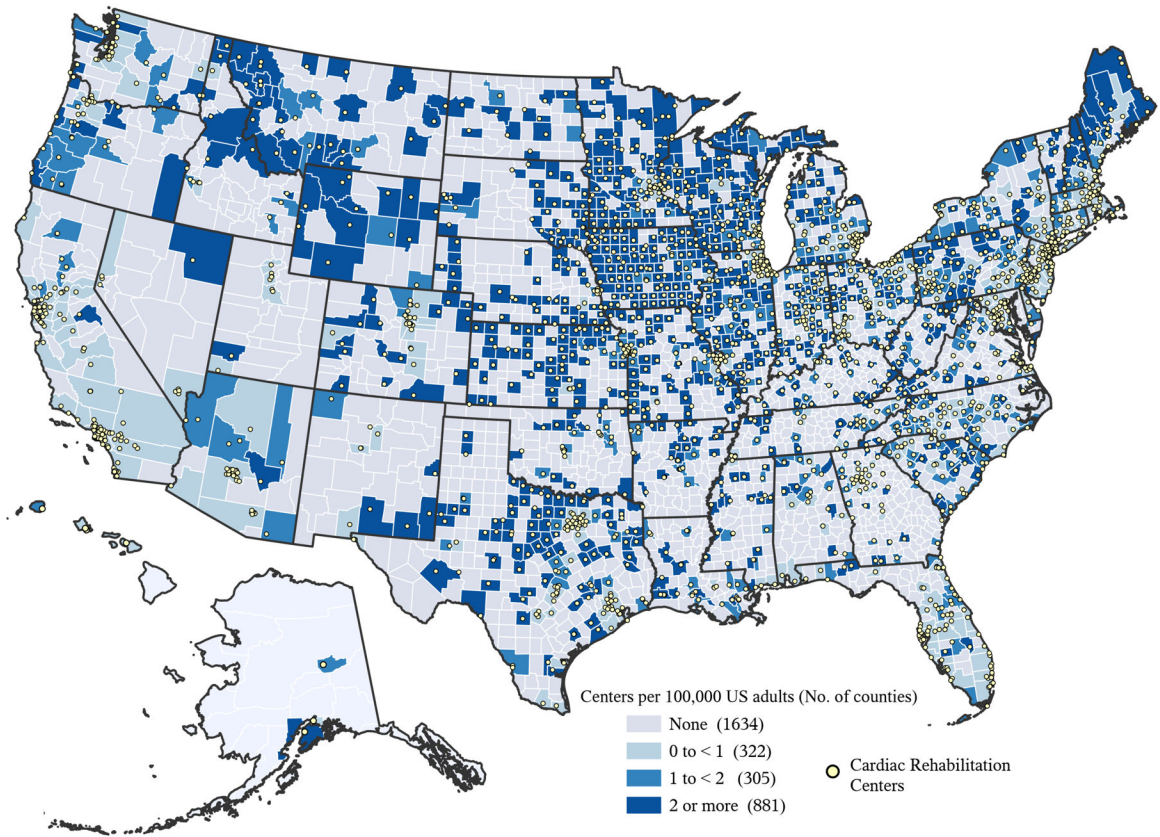 Centers per 100,000 US adults (No. of counties)
None (1634)
0 to < 1 (322)
1 to < 2 (305)
2 or more (881)
Cardiac Rehabilitation
Centers